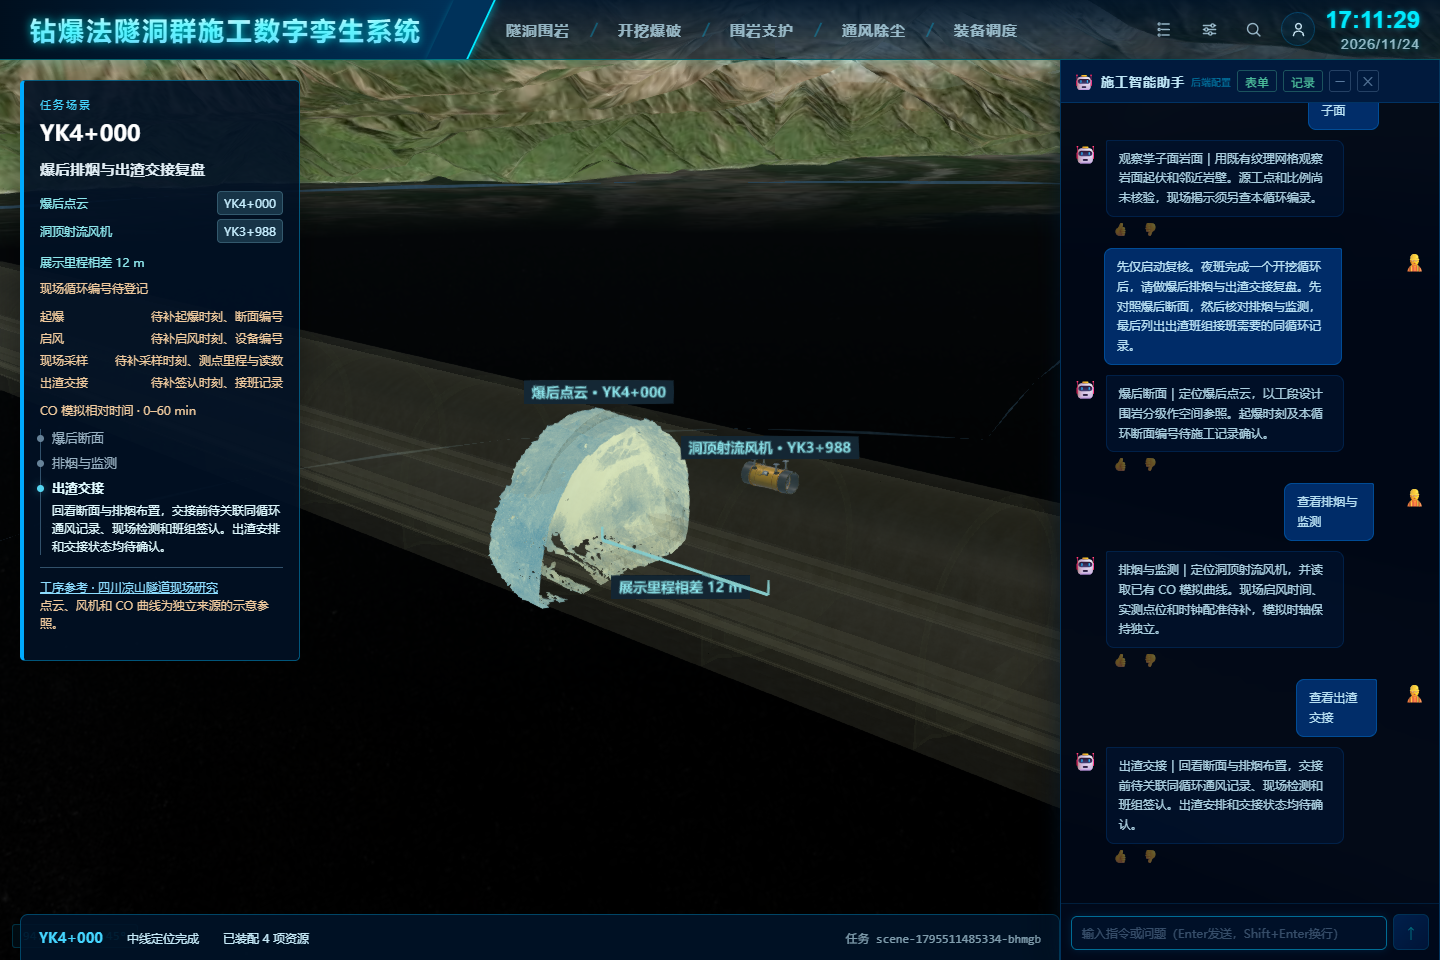 钻爆法隧洞群施工数字孪生系统
隧洞围岩 / 开挖爆破 / 围岩支护 / 通风除尘 / 装备调度
17:11:29
2026/11/24
任务场景
YK4+000
爆后排烟与出渣交接复盘
爆后点云 YK4+000
洞顶射流风机 YK3+988
展示里程相差 12 m
现场循环编号待登记
起爆 待补起爆时刻、断面编号
启风 待补启风时刻、设备编号
现场采样 待补采样时刻、测点里程与读数
出渣交接 待补签认时刻、接班记录
CO 模拟相对时间 · 0–60 min
爆后断面
排烟与监测
出渣交接
回看断面与排烟布置，交接前待关联同循环
通风记录、现场检测和班组签认。出渣安排
和交接状态均待确认。
工序参考 · 四川凉山隧道现场研究
点云、风机和 CO 曲线为独立来源的示意参
照。
爆后点云 · YK4+000
洞顶射流风机 · YK3+988
展示里程相差 12 m
YK4+000 中线定位完成 已装配 4 项资源
任务 scene-1795511485334-bhmgb
施工智能助手 后端配置 表单 记录
子面
观察掌子面岩面 | 用既有纹理网格观察
岩面起伏和邻近岩壁。源工点和比例尚
未核验，现场揭示须另查本循环编录。
先仅启动复核。夜班完成一个开挖循环
后，请做爆后排烟与出渣交接复盘。先
对照爆后断面，然后核对排烟与监测，
最后列出出渣班组接班需要的同循环记
录。
爆后断面 | 定位爆后点云，以工段设计
围岩分级作空间参照。起爆时刻及本循
环断面编号待施工记录确认。
查看排烟与
监测
排烟与监测 | 定位洞顶射流风机，并读
取已有 CO 模拟曲线。现场启风时间、
实测点位和时钟配准待补，模拟时轴保
持独立。
查看出渣
交接
出渣交接 | 回看断面与排烟布置，交接
前待关联同循环通风记录、现场检测和
班组签认。出渣安排和交接状态均待确
认。
输入指令或问题（Enter发送，Shift+Enter换行）